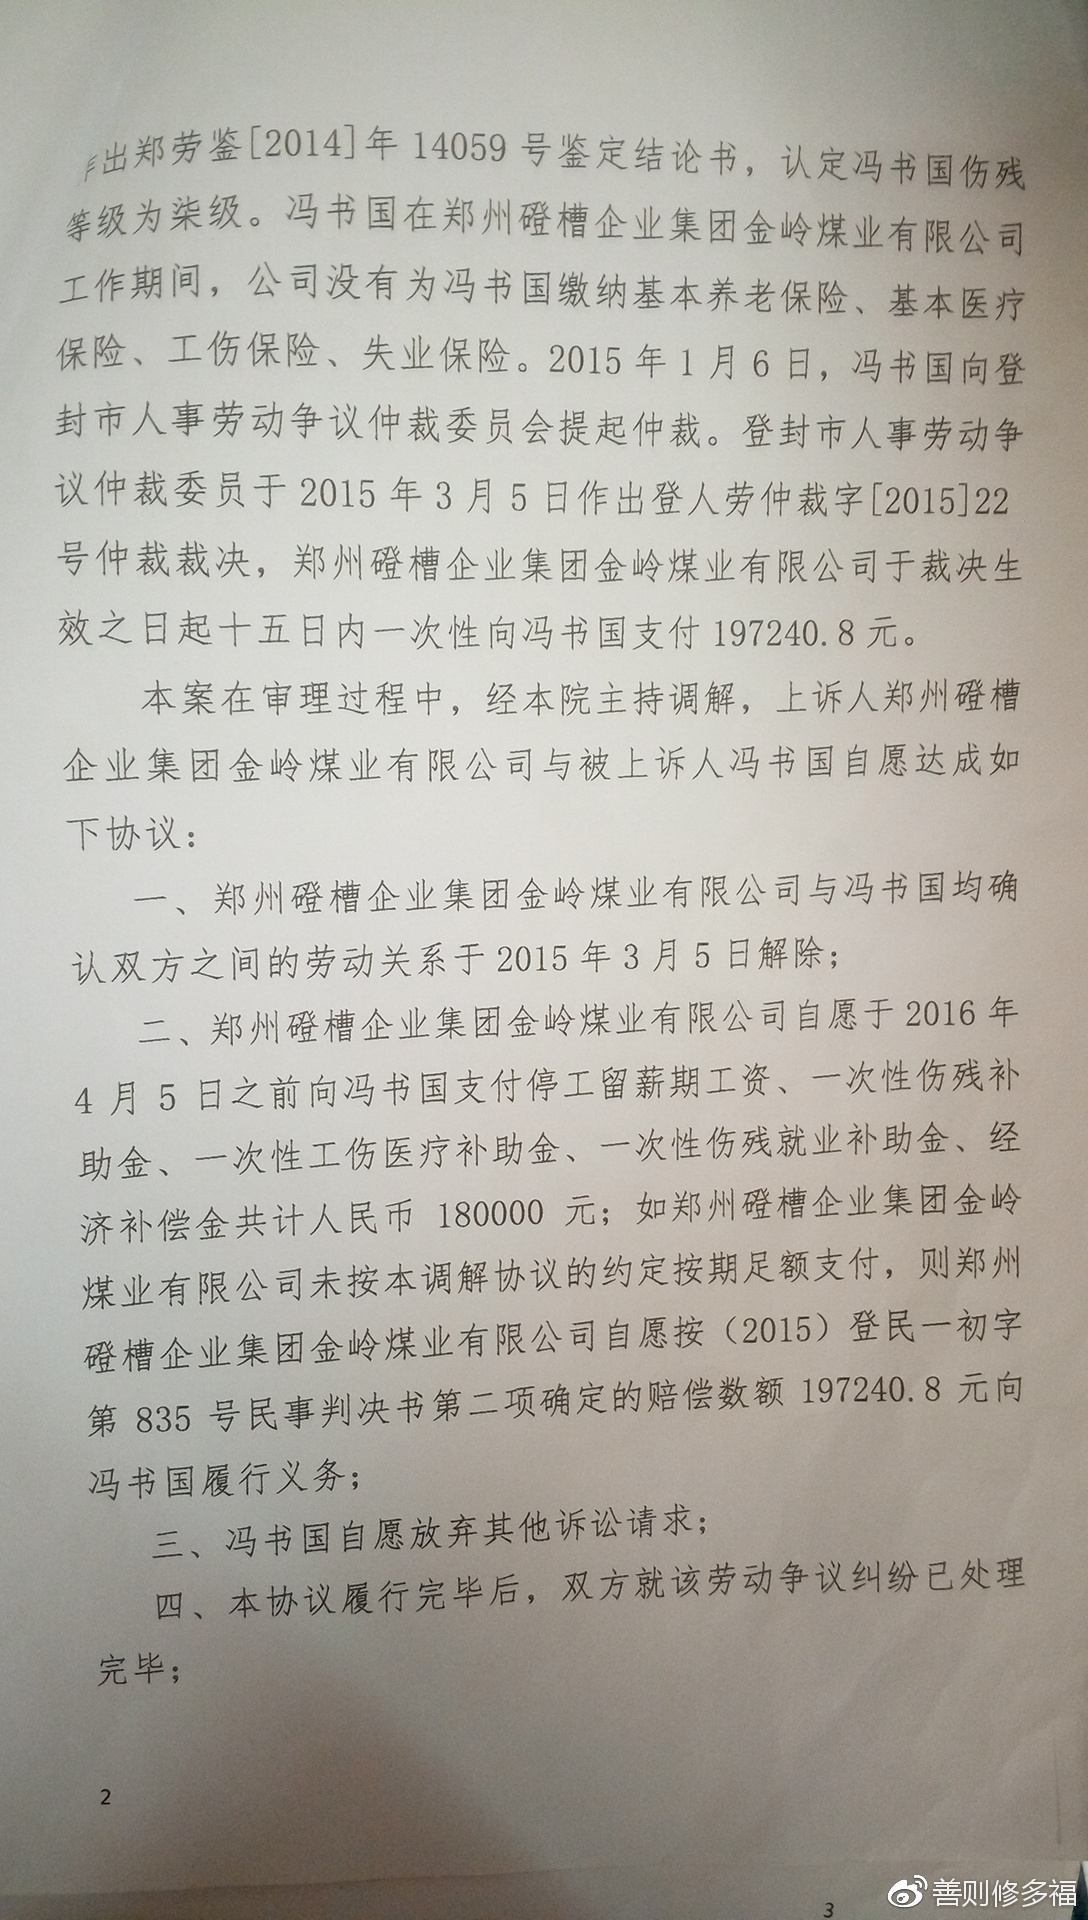 作出郑劳鉴[2014]年 14059 号鉴定结论书，认定冯书国伤残
等级为柒级。冯书国在郑州磴槽企业集团金岭煤业有限公司
工作期间，公司没有为冯书国缴纳基本养老保险、基本医疗
保险、工伤保险、失业保险。2015 年 1 月 6 日，冯书国向登
封市人事劳动争议仲裁委员会提起仲裁。登封市人事劳动争
议仲裁委员于 2015 年 3 月 5 日作出登人劳仲裁字[2015]22
号仲裁裁决，郑州磴槽企业集团金岭煤业有限公司于裁决生
效之日起十五日内一次性向冯书国支付 197240.8 元。
本案在审理过程中，经本院主持调解，上诉人郑州磴槽
企业集团金岭煤业有限公司与被上诉人冯书国自愿达成如
下协议：
一、郑州磴槽企业集团金岭煤业有限公司与冯书国均确
认双方之间的劳动关系于 2015 年 3 月 5 日解除；
二、郑州磴槽企业集团金岭煤业有限公司自愿于 2016 年
4 月 5 日之前向冯书国支付停工留薪期工资、一次性伤残补
助金、一次性工伤医疗补助金、一次性伤残就业补助金、经
济补偿金共计人民币 180000 元；如郑州磴槽企业集团金岭
煤业有限公司未按本调解协议的约定按期足额支付，则郑州
磴槽企业集团金岭煤业有限公司自愿按（2015）登民一初字
第 835 号民事判决书第二项确定的赔偿数额 197240.8 元向
冯书国履行义务；
三、冯书国自愿放弃其他诉讼请求；
四、本协议履行完毕后，双方就该劳动争议纠纷已处理
完毕；
2
3
善则修多福